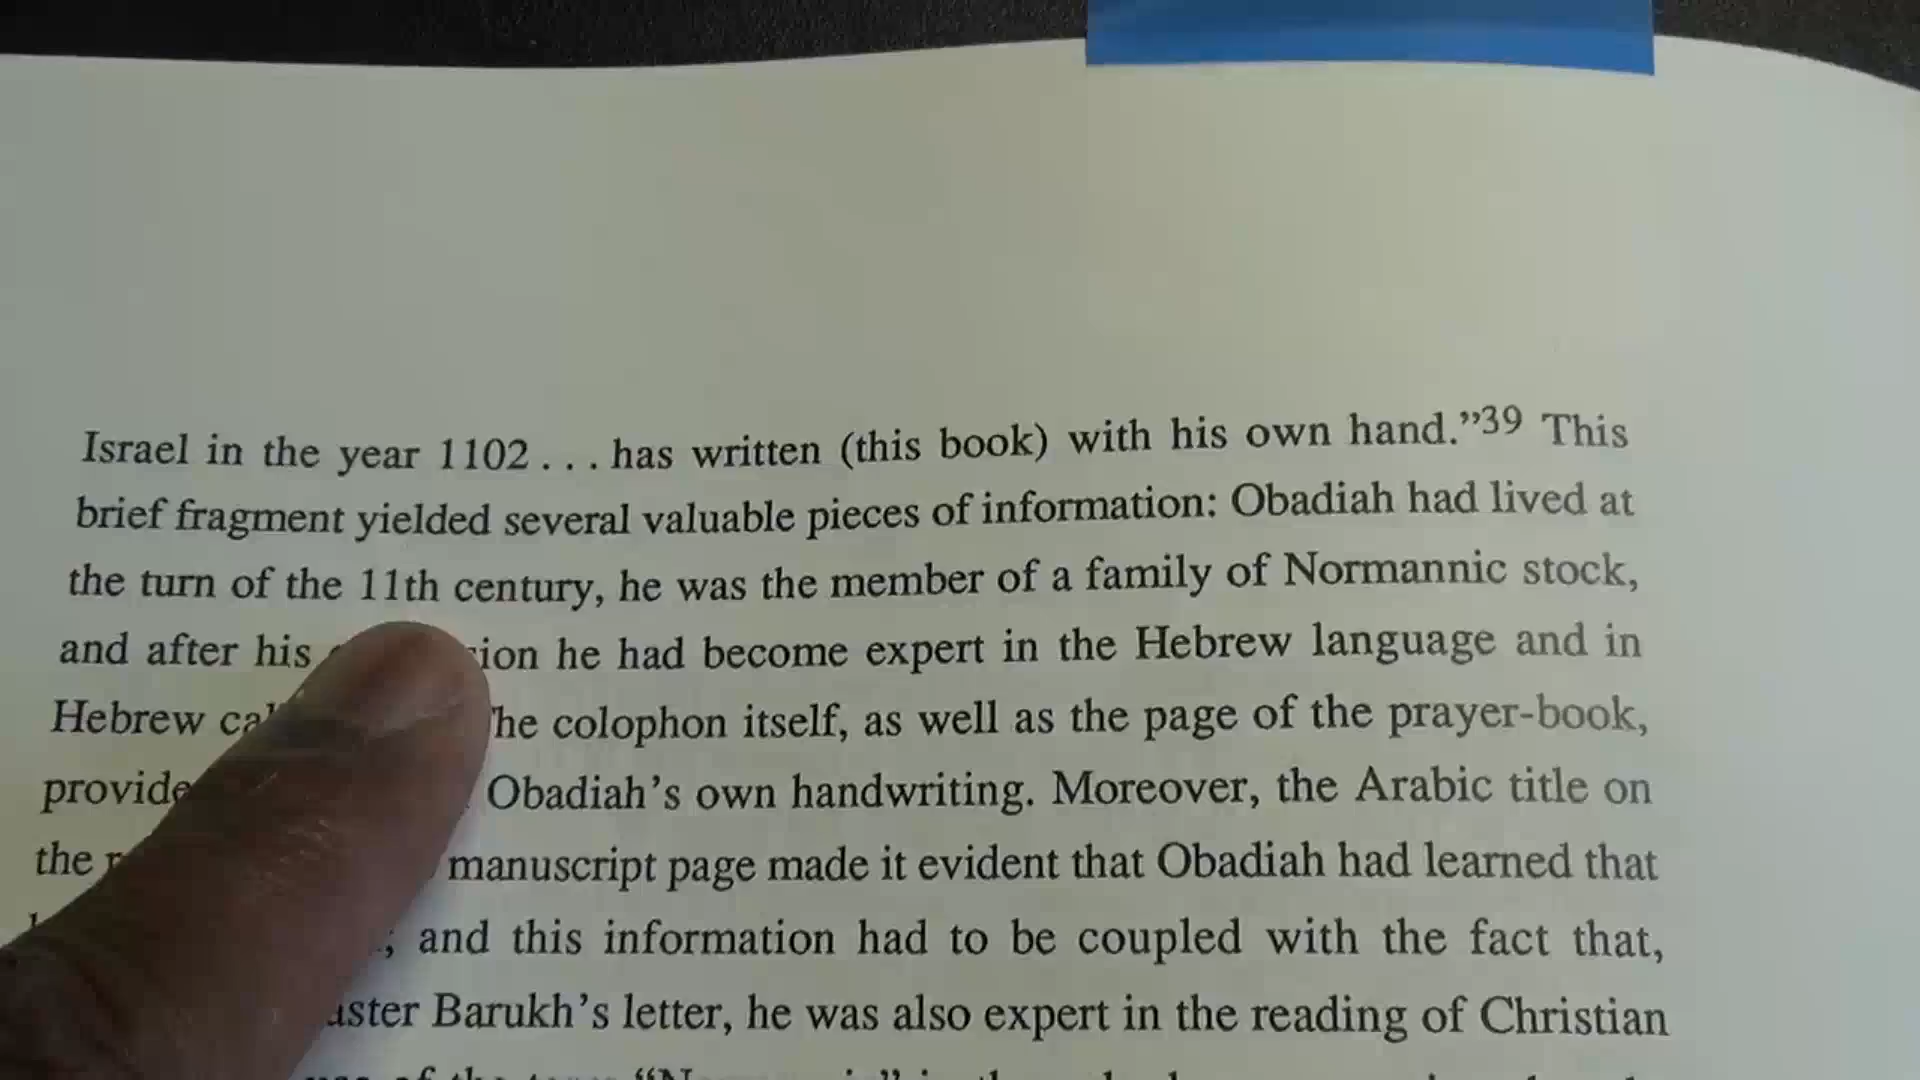 Israel in the year 1102 . . . has written (this book) with his own hand.”39 This
brief fragment yielded several valuable pieces of information: Obadiah had lived at
the turn of the 11th century, he was the member of a family of Normannic stock,
and after his he had become expert in the Hebrew language and in
Hebrew colophon itself, as well as the page of the prayer-book,
Obadiah’s own handwriting. Moreover, the Arabic title on
the manuscript page made it evident that Obadiah had learned that
and this information had to be coupled with the fact that,
Barukh’s letter, he was also expert in the reading of Christian